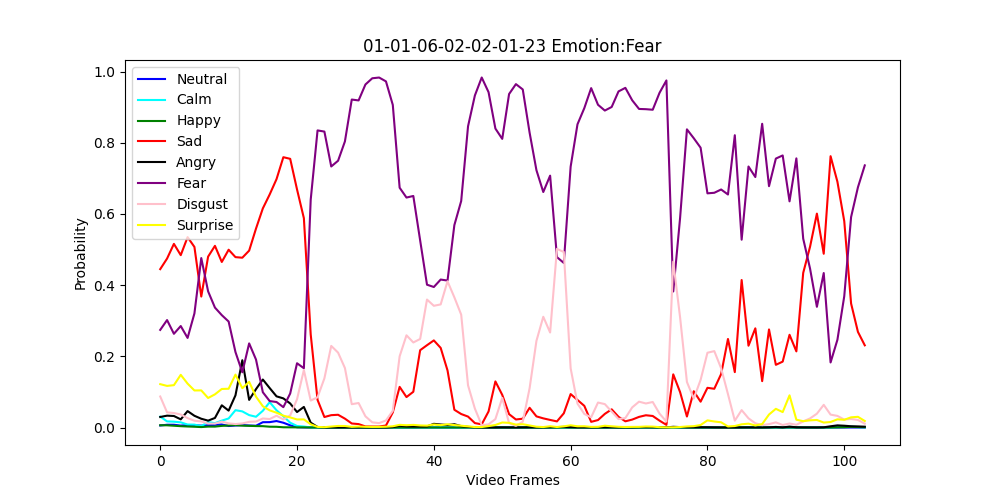 01-01-06-02-02-01-23 Emotion:Fear
Neutral
Calm
Happy
Sad
Angry
Fear
Disgust
Surprise
Probability
1.0
0.8
0.6
0.4
0.2
0.0
0 20 40 60 80 100
Video Frames